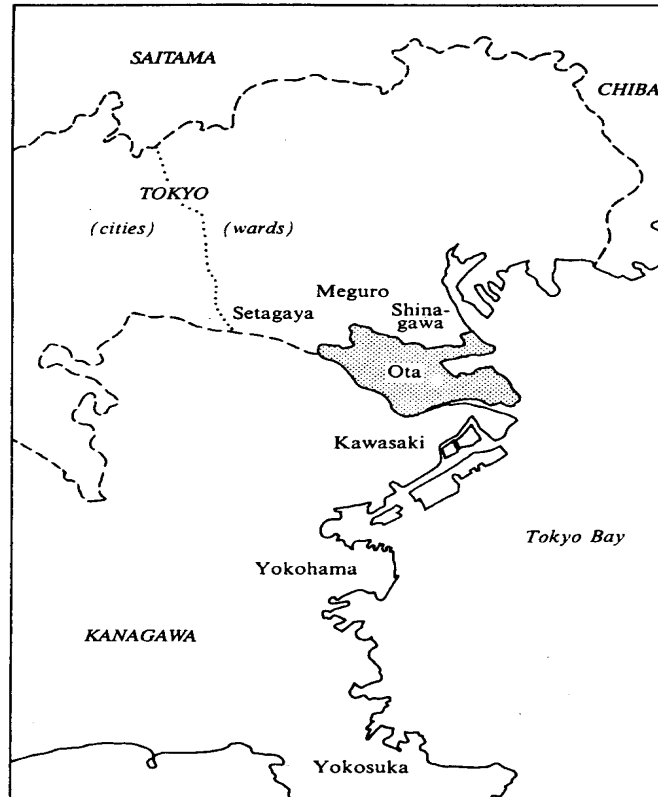 SAITAMA
CHIBA
TOKYO
(cities) (wards)
Meguro
Setagaya
Shina-
gawa
Ota
Kawasaki
Tokyo Bay
Yokohama
KANAGAWA
Yokosuka